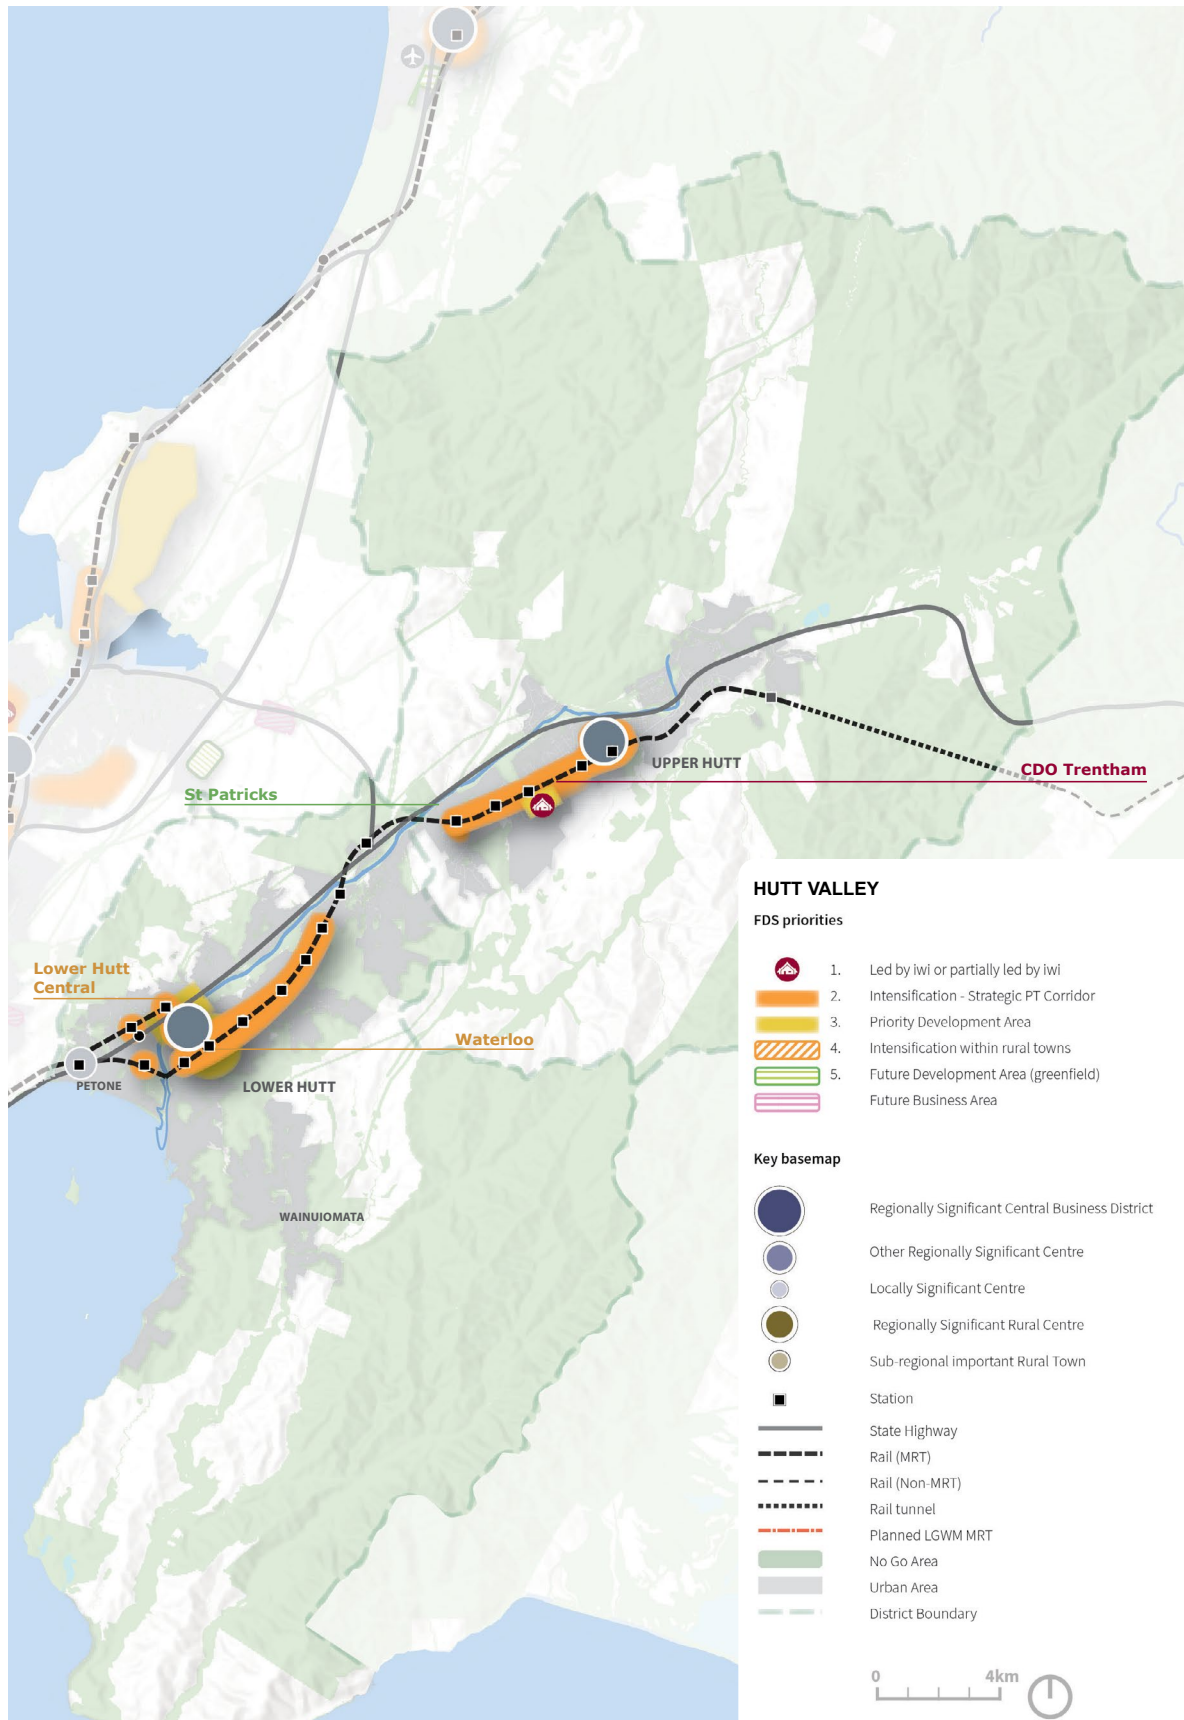 UPPER HUTT
CDO Trentham
St Patricks
Lower Hutt
Central
Waterloo
PETONE
LOWER HUTT
WAINUIOMATA
HUTT VALLEY
FDS priorities
1. Led by iwi or partially led by iwi
2. Intensification - Strategic PT Corridor
3. Priority Development Area
4. Intensification within rural towns
5. Future Development Area (greenfield)
Future Business Area
Key basemap
Regionally Significant Central Business District
Other Regionally Significant Centre
Locally Significant Centre
Regionally Significant Rural Centre
Sub-regional important Rural Town
Station
State Highway
Rail (MRT)
Rail (Non-MRT)
Rail tunnel
Planned LGWM MRT
No Go Area
Urban Area
District Boundary
0 4km